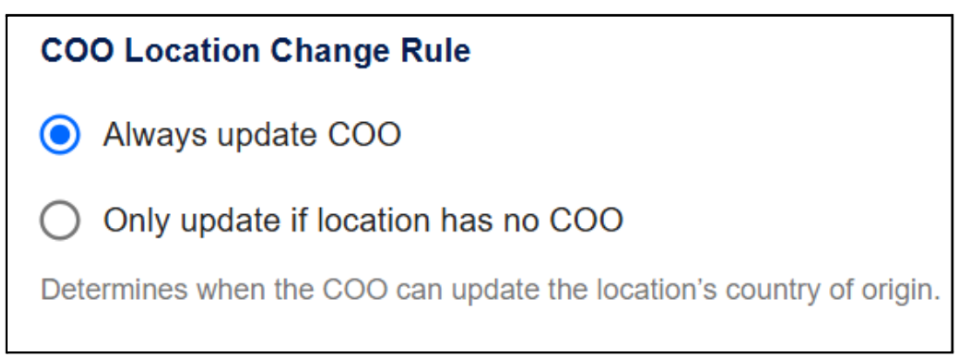 COO Location Change Rule
Always update COO
Only update if location has no COO
Determines when the COO can update the location’s country of origin.